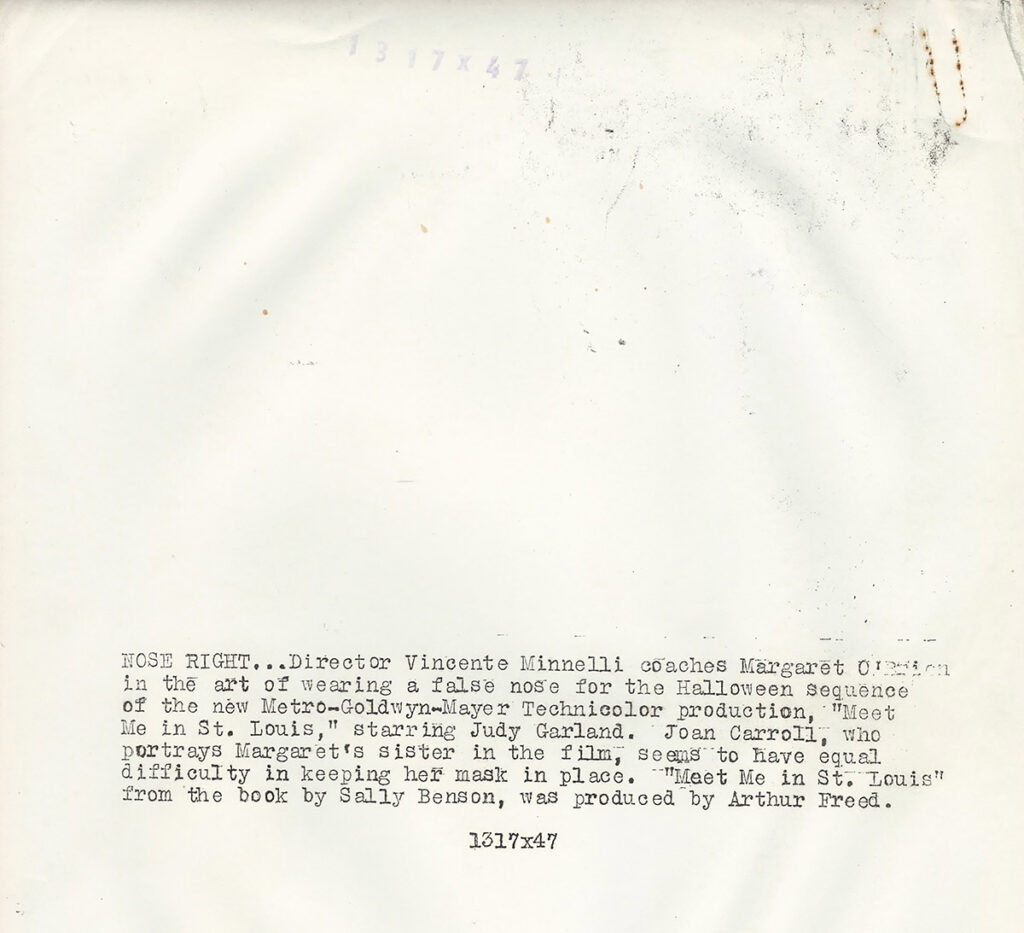 1317x47
NOSE RIGHT...Director Vincente Minnelli coaches Margaret
in the art of wearing a false nose for the Halloween sequence
of the new Metro-Goldwyn-Mayer Technicolor production, "Meet
Me in St. Louis," starring Judy Garland. Joan Carroll, who
portrays Margaret's sister in the film, seems to have equal
difficulty in keeping her mask in place. "Meet Me in St. Louis"
from the book by Sally Benson, was produced by Arthur Freed.
1317x47